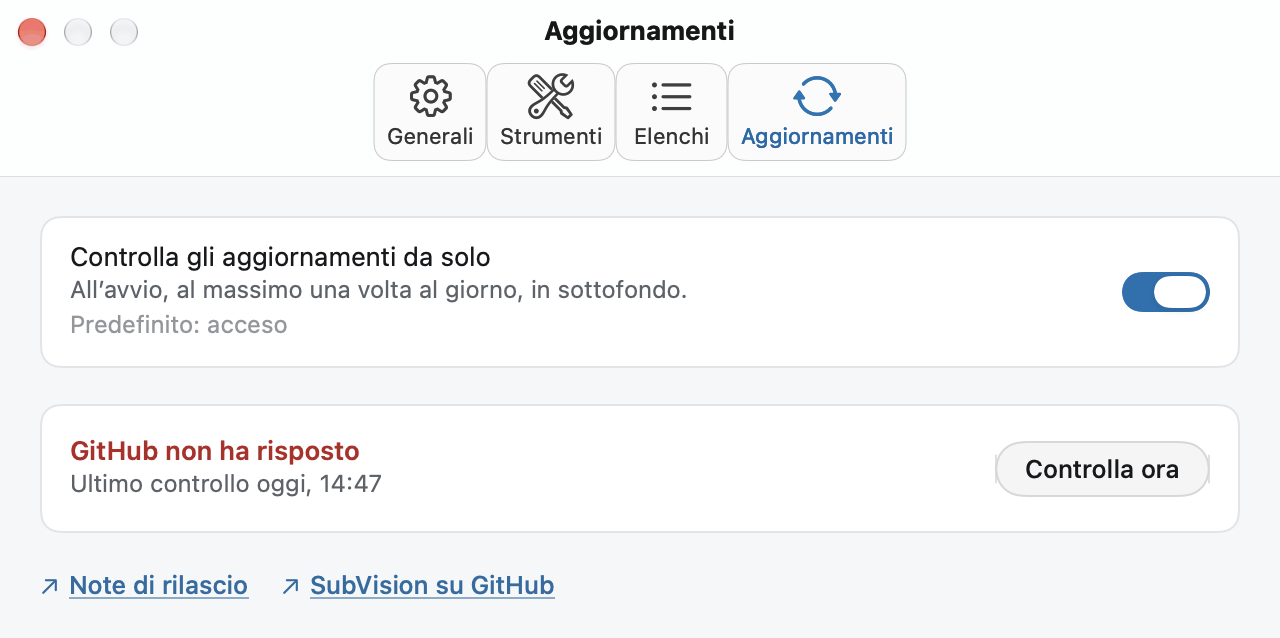 Aggiornamenti
Generali
Strumenti
Elenchi
Aggiornamenti
Controlla gli aggiornamenti da solo
All’avvio, al massimo una volta al giorno, in sottofondo.
Predefinito: acceso
GitHub non ha risposto
Ultimo controllo oggi, 14:47
Controlla ora
Note di rilascio
SubVision su GitHub